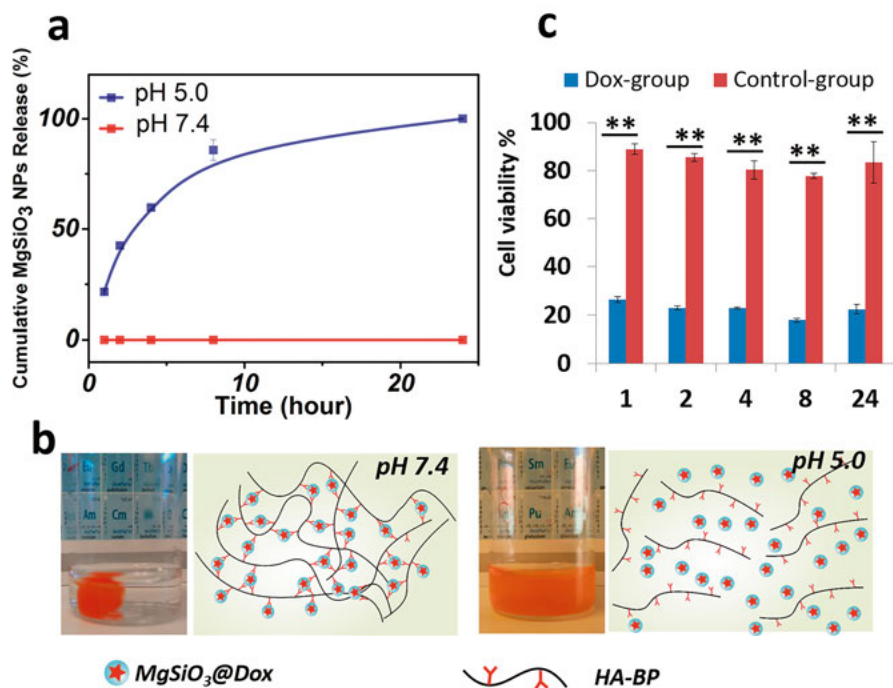 a
Cumulative MgSiO3 NPs Release (%)
100
50
0
pH 5.0
pH 7.4
0
10
20
Time (hour)
c
Dox-group
Control-group
Cell viability %
100
80
60
40
20
0
**
**
**
**
**
1
2
4
8
24
b
Gd
Am
Cm
pH 7.4
Sm
Pu
pH 5.0
MgSiO3@Dox
HA-BP